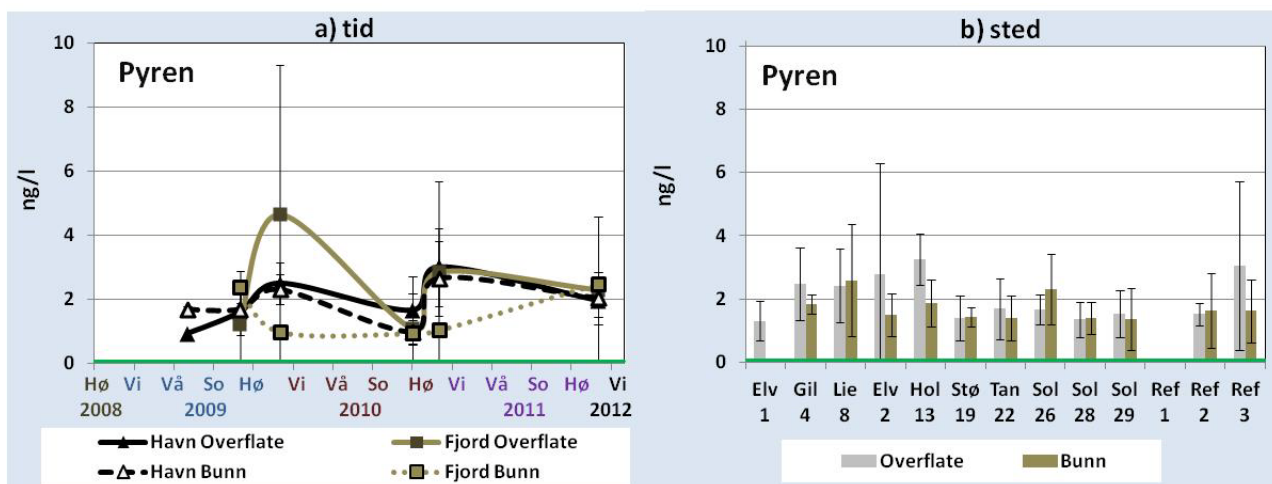 a) tid
Pyren
10
8
6
4
2
0
ng/l
Hø Vi Vå So Hø Vi Vå So Hø Vi Vå So Hø Vi
2008 2009 2010 2011 2012
Havn Overflate Fjord Overflate
Havn Bunn Fjord Bunn
b) sted
Pyren
10
8
6
4
2
0
ng/l
Elv Gil Lie Elv Hol Stø Tan Sol Sol Sol Ref Ref Ref
1 4 8 2 13 19 22 26 28 29 1 2 3
Overflate Bunn